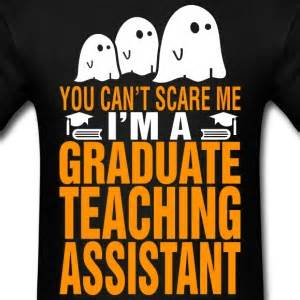 YOU CAN'T SCARE ME
I'M A
GRADUATE
TEACHING
ASSISTANT